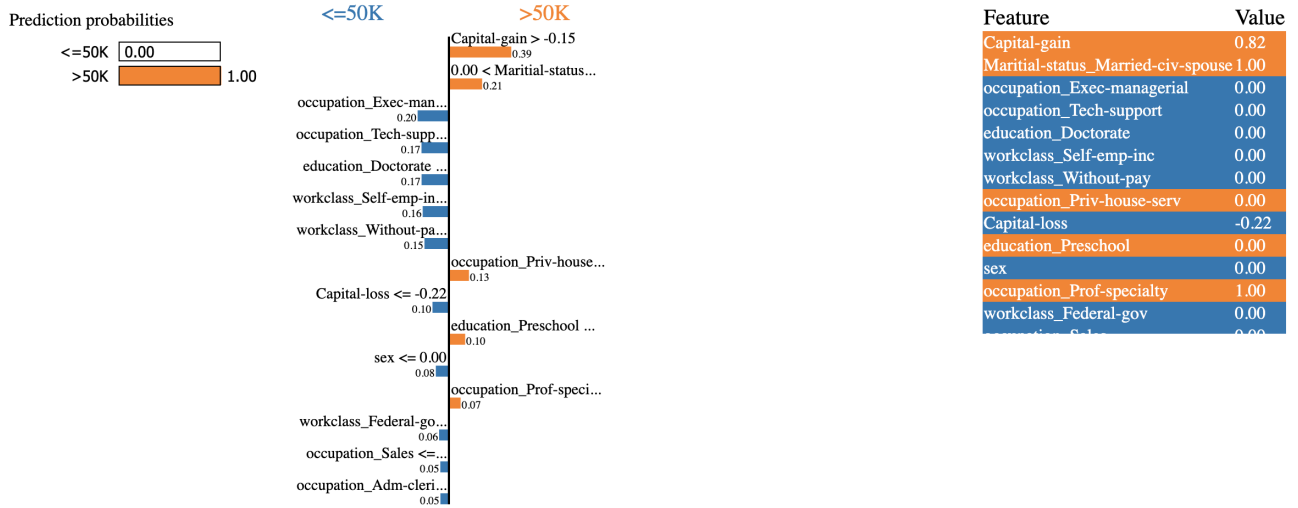 Prediction probabilities
<=50K 0.00
>50K 1.00
<=50K >50K
Capital-gain > -0.15
0.39
0.00 < Maritial-status...
0.21
occupation_Exec-man...
0.20
occupation_Tech-supp...
0.17
education_Doctorate ...
0.17
workclass_Self-emp-in...
0.16
workclass_Without-pa...
0.15
occupation_Priv-house...
0.13
Capital-loss <= -0.22
0.10
education_Preschool ...
0.10
sex <= 0.00
0.08
occupation_Prof-speci...
0.07
workclass_Federal-go...
0.06
occupation_Sales <=...
0.05
occupation_Adm-cleri...
0.05
Feature Value
Capital-gain 0.82
Maritial-status_Married-civ-spouse 1.00
occupation_Exec-managerial 0.00
occupation_Tech-support 0.00
education_Doctorate 0.00
workclass_Self-emp-inc 0.00
workclass_Without-pay 0.00
occupation_Priv-house-serv 0.00
Capital-loss -0.22
education_Preschool 0.00
sex 0.00
occupation_Prof-specialty 1.00
workclass_Federal-gov 0.00
occupation_Sales 0.00